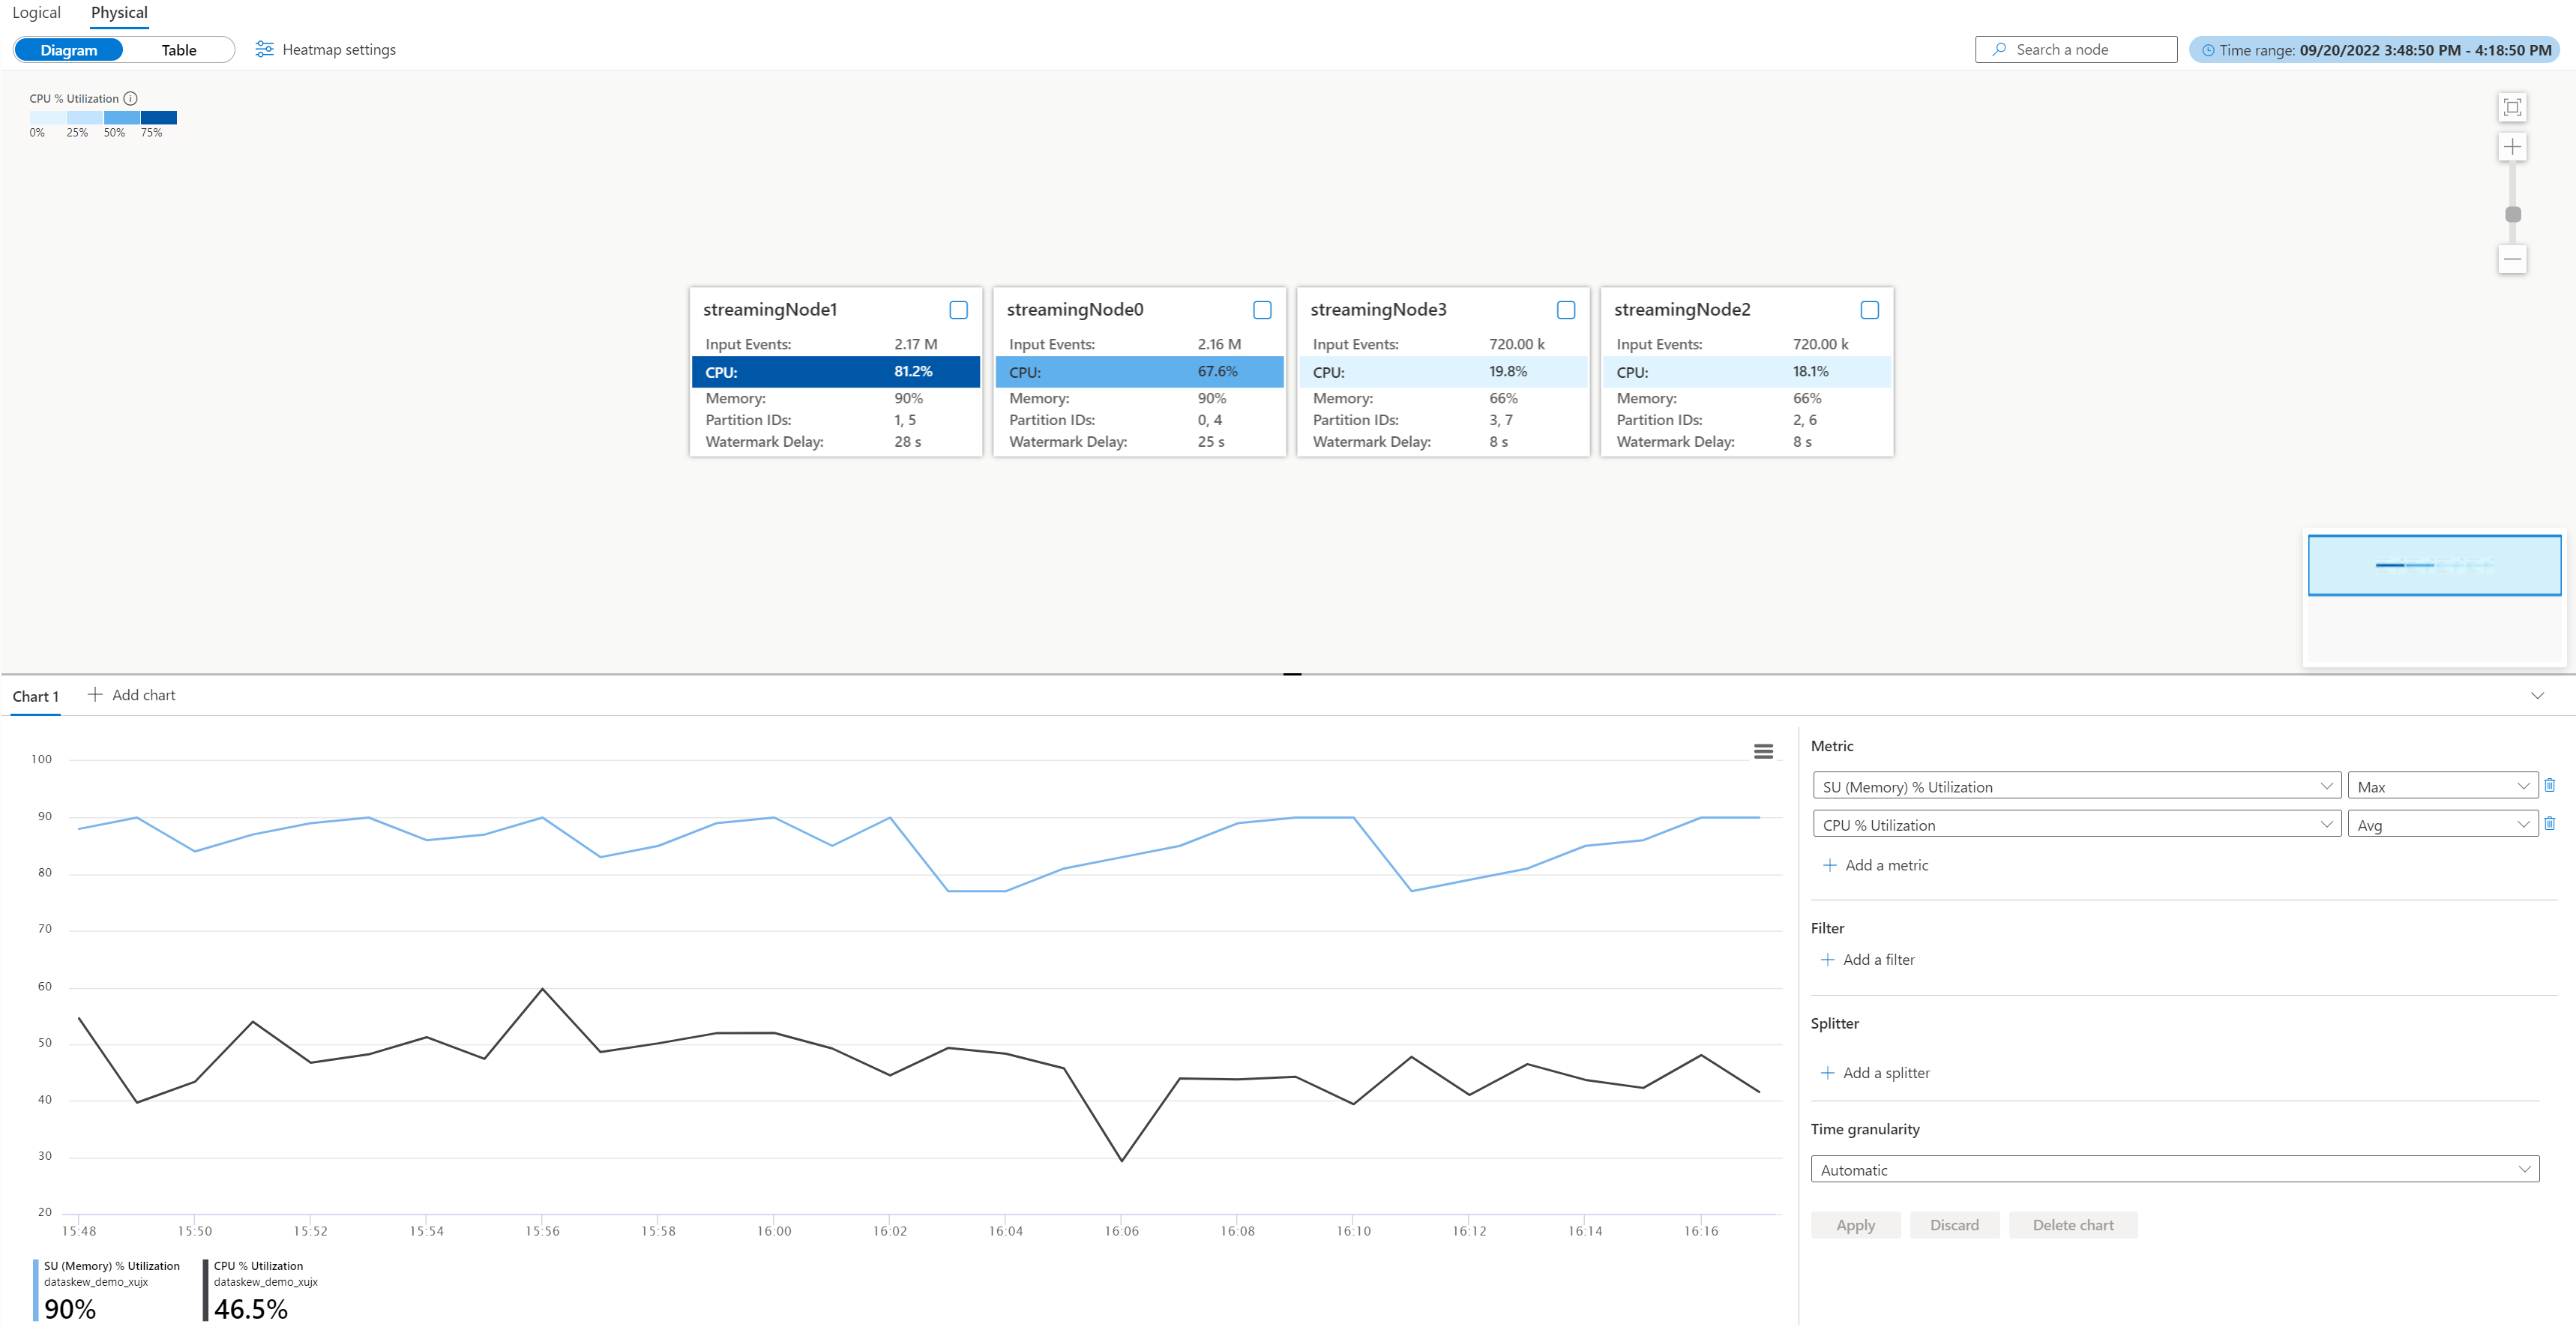 Logical Physical
Diagram Table Heatmap settings Search a node Time range: 09/20/2022 3:48:50 PM - 4:18:50 PM
CPU % Utilization
0% 25% 50% 75%
streamingNode1
Input Events: 2.17 M
CPU: 81.2%
Memory: 90%
Partition IDs: 1, 5
Watermark Delay: 28 s
streamingNode0
Input Events: 2.16 M
CPU: 67.6%
Memory: 90%
Partition IDs: 0, 4
Watermark Delay: 25 s
streamingNode3
Input Events: 720.00 k
CPU: 19.8%
Memory: 66%
Partition IDs: 3, 7
Watermark Delay: 8 s
streamingNode2
Input Events: 720.00 k
CPU: 18.1%
Memory: 66%
Partition IDs: 2, 6
Watermark Delay: 8 s
Chart 1 Add chart
100
90
80
70
60
50
40
30
20
15:48 15:50 15:52 15:54 15:56 15:58 16:00 16:02 16:04 16:06 16:08 16:10 16:12 16:14 16:16
SU (Memory) % Utilization
dataskew_demo_xujx
90%
CPU % Utilization
dataskew_demo_xujx
46.5%
Metric
SU (Memory) % Utilization Max
CPU % Utilization Avg
Add a metric
Filter
Add a filter
Splitter
Add a splitter
Time granularity
Automatic
Apply Discard Delete chart